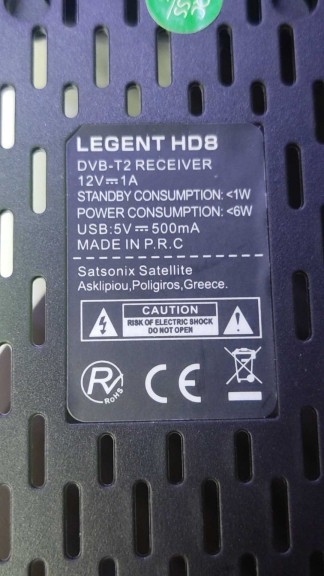 LEGENT HD8
DVB-T2 RECEIVER
12V⎓1A
STANDBY CONSUMPTION: <1W
POWER CONSUMPTION: <6W
USB:5V ⎓ 500mA
MADE IN P.R.C
Satsonix Satellite
Asklipiou,Poligiros,Greece.
CAUTION
RISK OF ELECTRIC SHOCK
DO NOT OPEN
R
RoHS
CE